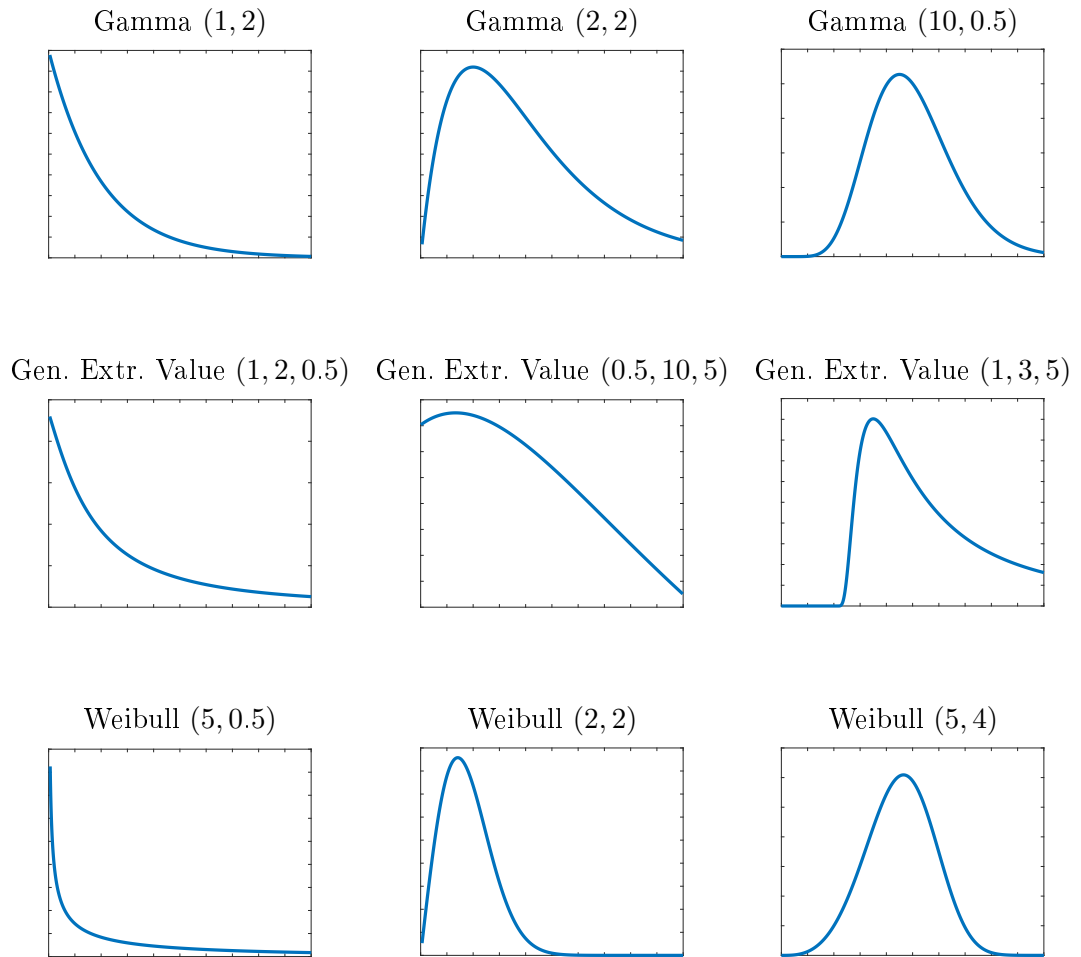 Gamma (1, 2)
Gamma (2, 2)
Gamma (10, 0.5)
Gen. Extr. Value (1, 2, 0.5)
Gen. Extr. Value (0.5, 10, 5)
Gen. Extr. Value (1, 3, 5)
Weibull (5, 0.5)
Weibull (2, 2)
Weibull (5, 4)